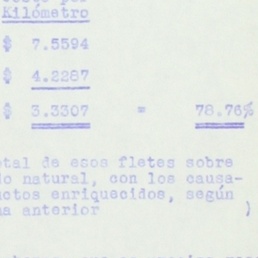 Kilómetro
$ 7.5594
$ 4.2287
$ 3.3307 = 78.76%
otal de esos fletes sobre
natural, con los causa-
ctos enriquecidos, según
anterior )